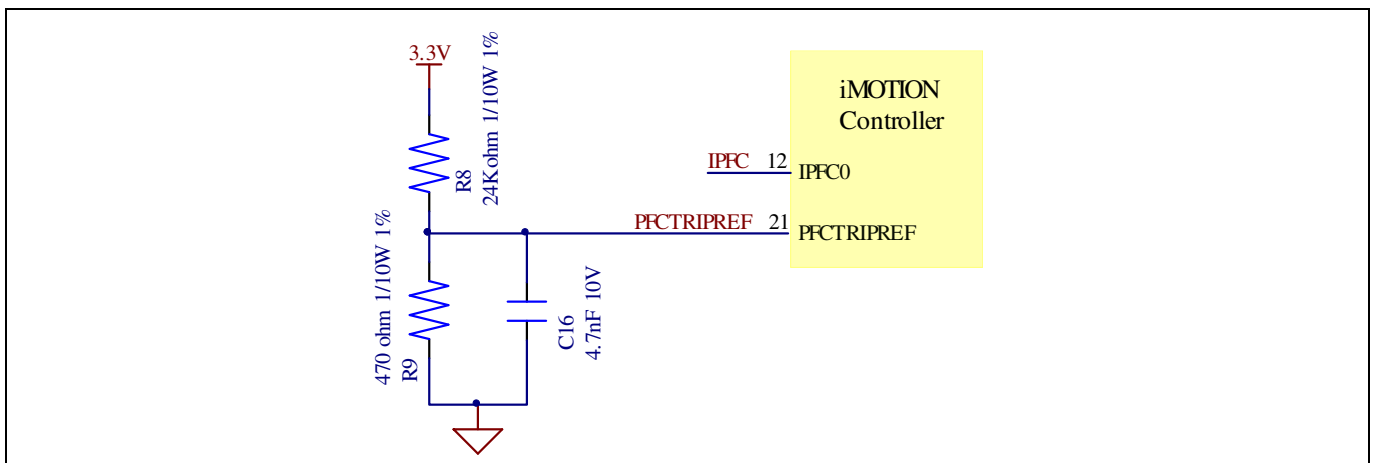 3.3V
R8
24Kohm 1/10W 1%
iMOTION
Controller
IPFC 12 IPFC0
PFCTRIPREF 21 PFCTRIPREF
470 ohm 1/10W 1%
R9
C16
4.7nF 10V